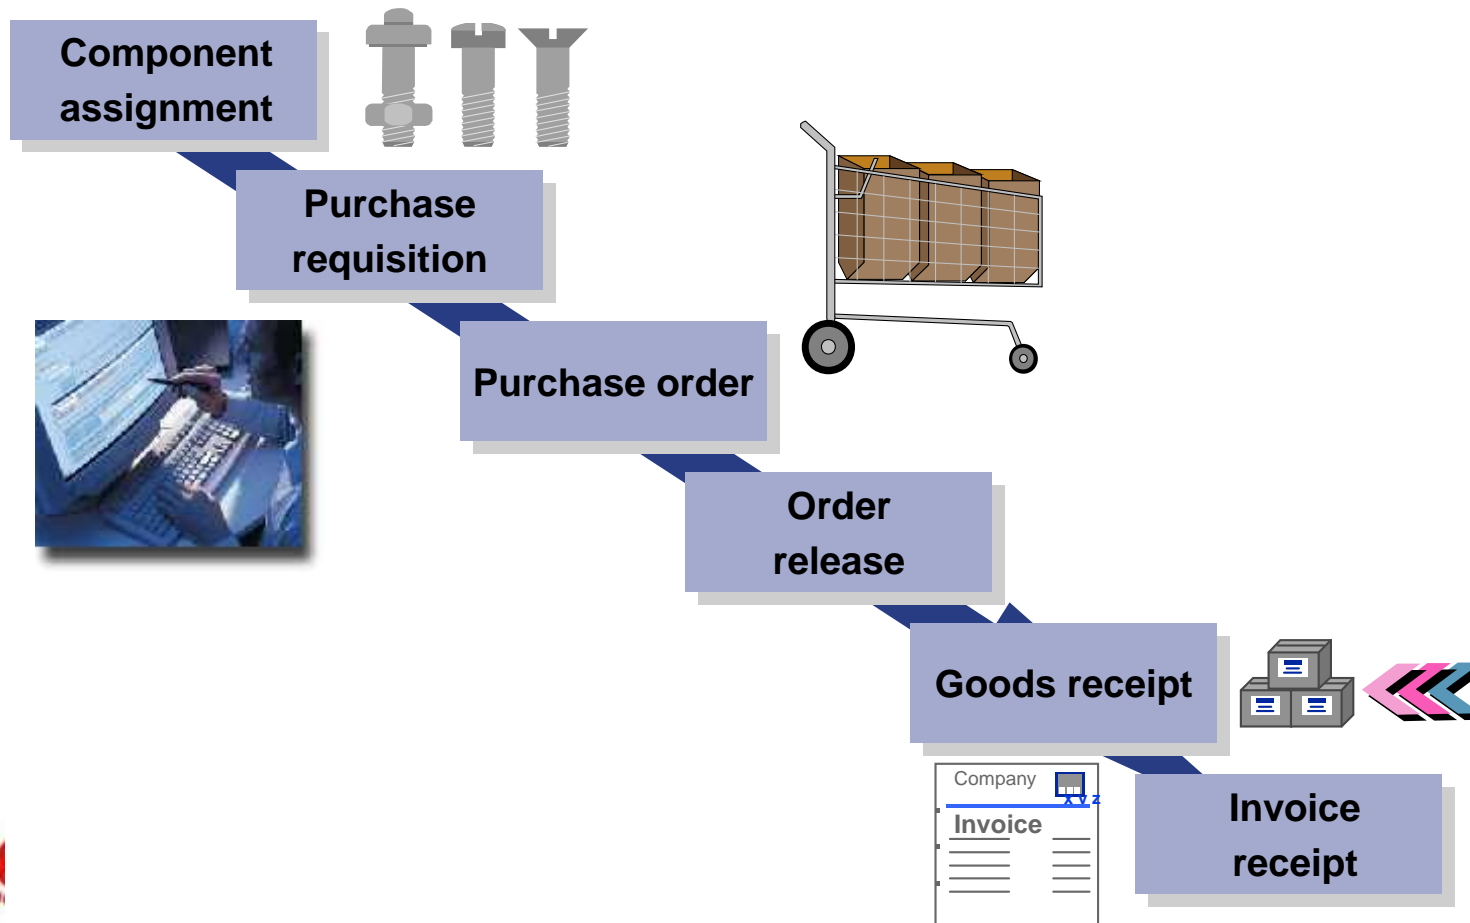 Component
assignment
Purchase
requisition
Purchase order
Order
release
Goods receipt
Company
x y z
Invoice
Invoice
receipt